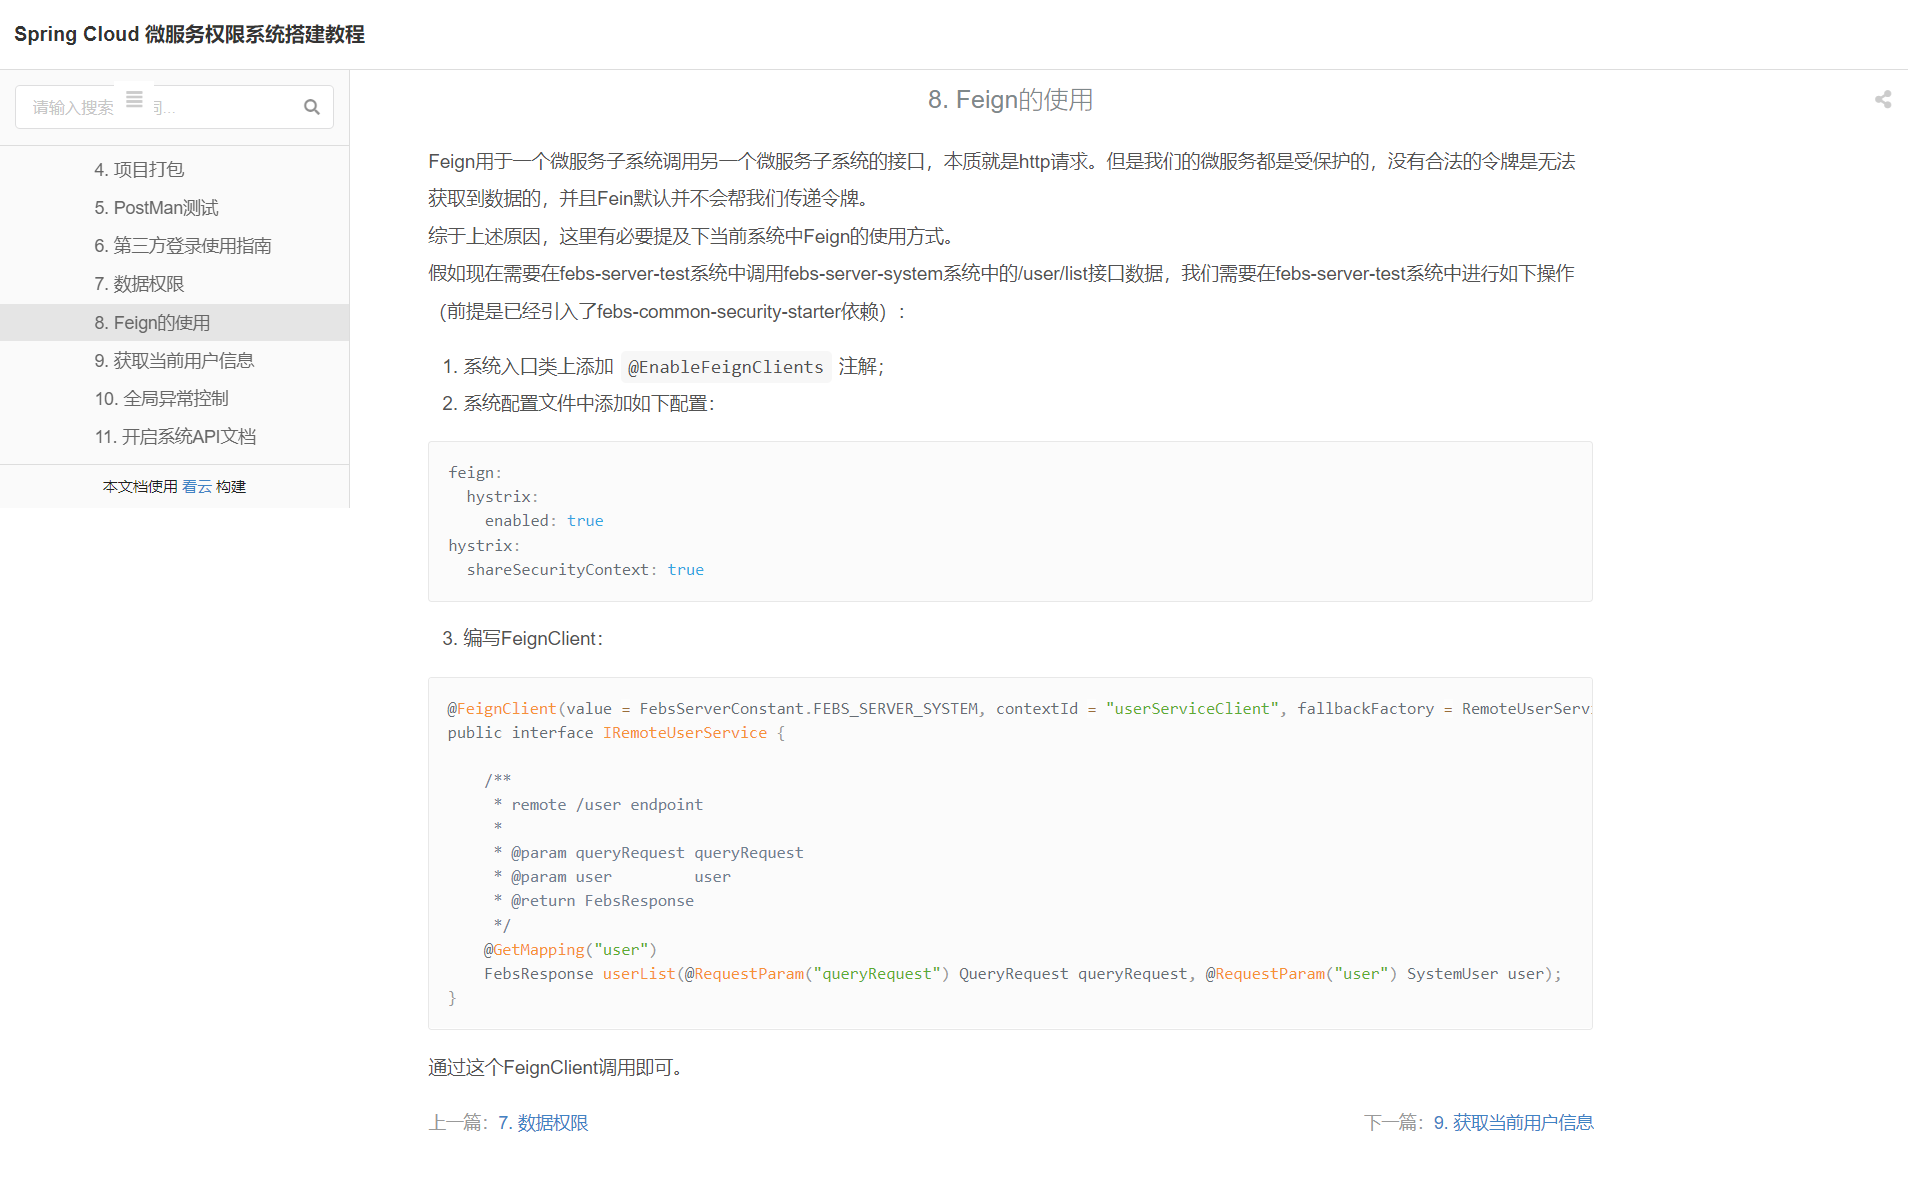 Spring Cloud 微服务权限系统搭建教程
请输入搜索 词...
4. 项目打包
5. PostMan测试
6. 第三方登录使用指南
7. 数据权限
8. Feign的使用
9. 获取当前用户信息
10. 全局异常控制
11. 开启系统API文档
本文档使用 看云 构建
8. Feign的使用
Feign用于一个微服务子系统调用另一个微服务子系统的接口，本质就是http请求。但是我们的微服务都是受保护的，没有合法的令牌是无法
获取到数据的，并且Fein默认并不会帮我们传递令牌。
综于上述原因，这里有必要提及下当前系统中Feign的使用方式。
假如现在需要在febs-server-test系统中调用febs-server-system系统中的/user/list接口数据，我们需要在febs-server-test系统中进行如下操作
（前提是已经引入了febs-common-security-starter依赖）：
1. 系统入口类上添加 @EnableFeignClients 注解；
2. 系统配置文件中添加如下配置：
feign:
  hystrix:
    enabled: true
hystrix:
  shareSecurityContext: true
3. 编写FeignClient：
@FeignClient(value = FebsServerConstant.FEBS_SERVER_SYSTEM, contextId = "userServiceClient", fallbackFactory = RemoteUserServi
public interface IRemoteUserService {
    /**
     * remote /user endpoint
     *
     * @param queryRequest queryRequest
     * @param user         user
     * @return FebsResponse
     */
    @GetMapping("user")
    FebsResponse userList(@RequestParam("queryRequest") QueryRequest queryRequest, @RequestParam("user") SystemUser user);
}
通过这个FeignClient调用即可。
上一篇：7. 数据权限
下一篇：9. 获取当前用户信息